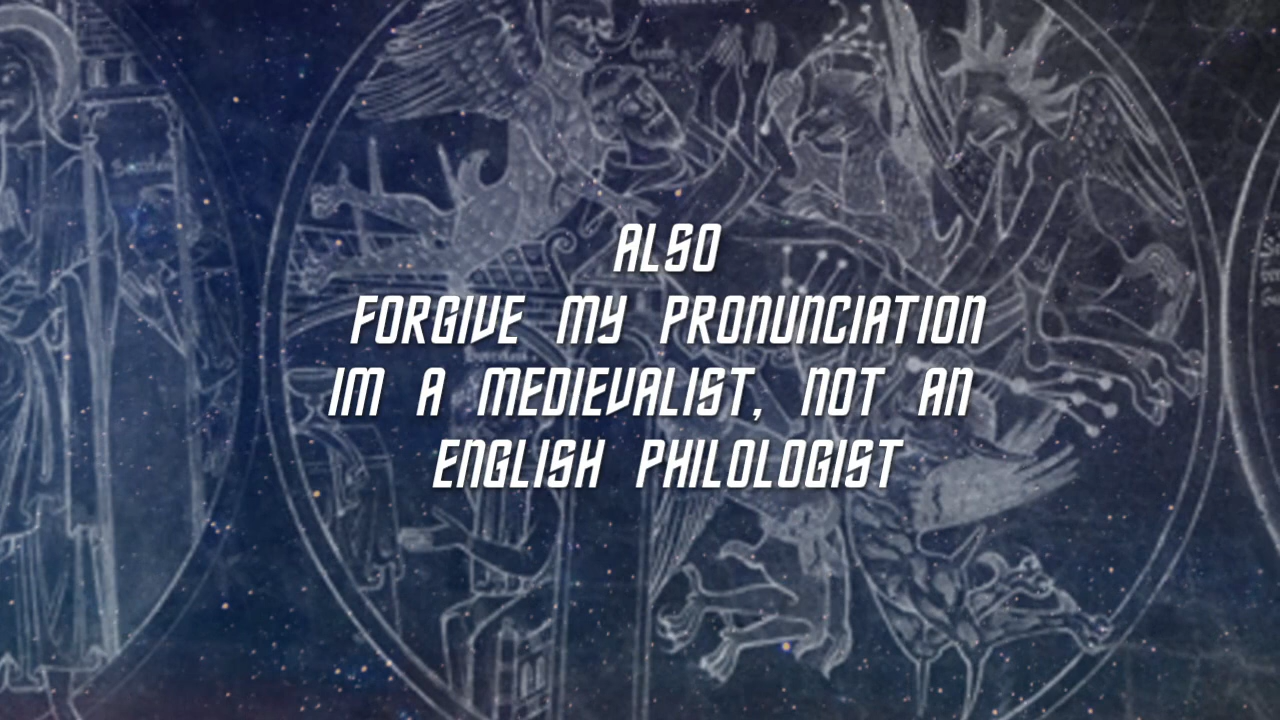 ALSO
FORGIVE MY PRONUNCIATION
IM A MEDIEVALIST, NOT AN
ENGLISH PHILOLOGIST